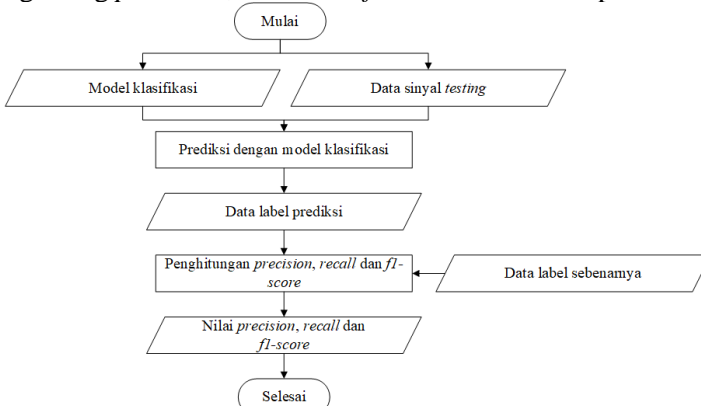 Mulai
Model klasifikasi
Data sinyal testing
Prediksi dengan model klasifikasi
Data label prediksi
Penghitungan precision, recall dan f1-
score
Data label sebenarnya
Nilai precision, recall dan
f1-score
Selesai